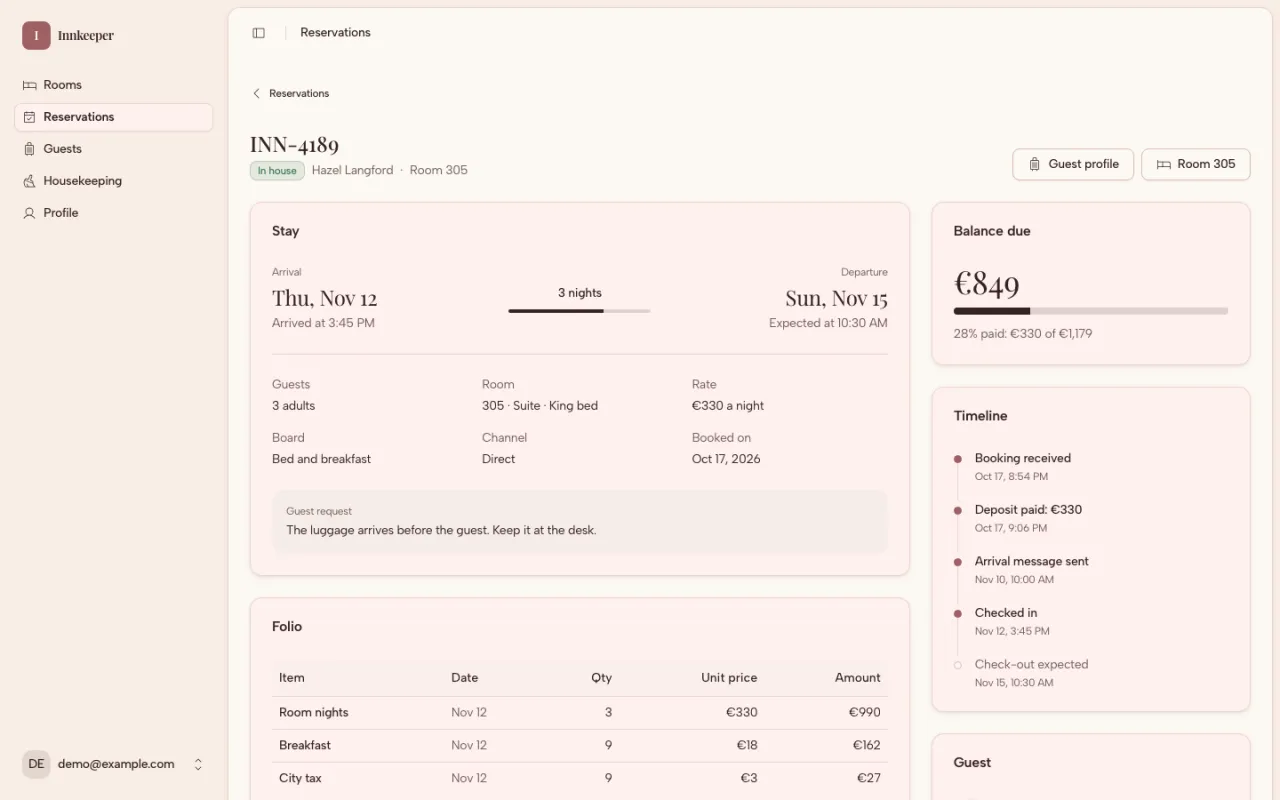 I Innkeeper
Rooms
Reservations
Guests
Housekeeping
Profile
DE demo@example.com
Reservations
Reservations
INN-4189
In house Hazel Langford · Room 305
Guest profile
Room 305
Stay
Arrival
Thu, Nov 12
Arrived at 3:45 PM
3 nights
Departure
Sun, Nov 15
Expected at 10:30 AM
Guests
3 adults
Room
305 · Suite · King bed
Rate
€330 a night
Board
Bed and breakfast
Channel
Direct
Booked on
Oct 17, 2026
Guest request
The luggage arrives before the guest. Keep it at the desk.
Folio
Item Date Qty Unit price Amount
Room nights Nov 12 3 €330 €990
Breakfast Nov 12 9 €18 €162
City tax Nov 12 9 €3 €27
Balance due
€849
28% paid: €330 of €1,179
Timeline
Booking received
Oct 17, 8:54 PM
Deposit paid: €330
Oct 17, 9:06 PM
Arrival message sent
Nov 10, 10:00 AM
Checked in
Nov 12, 3:45 PM
Check-out expected
Nov 15, 10:30 AM
Guest